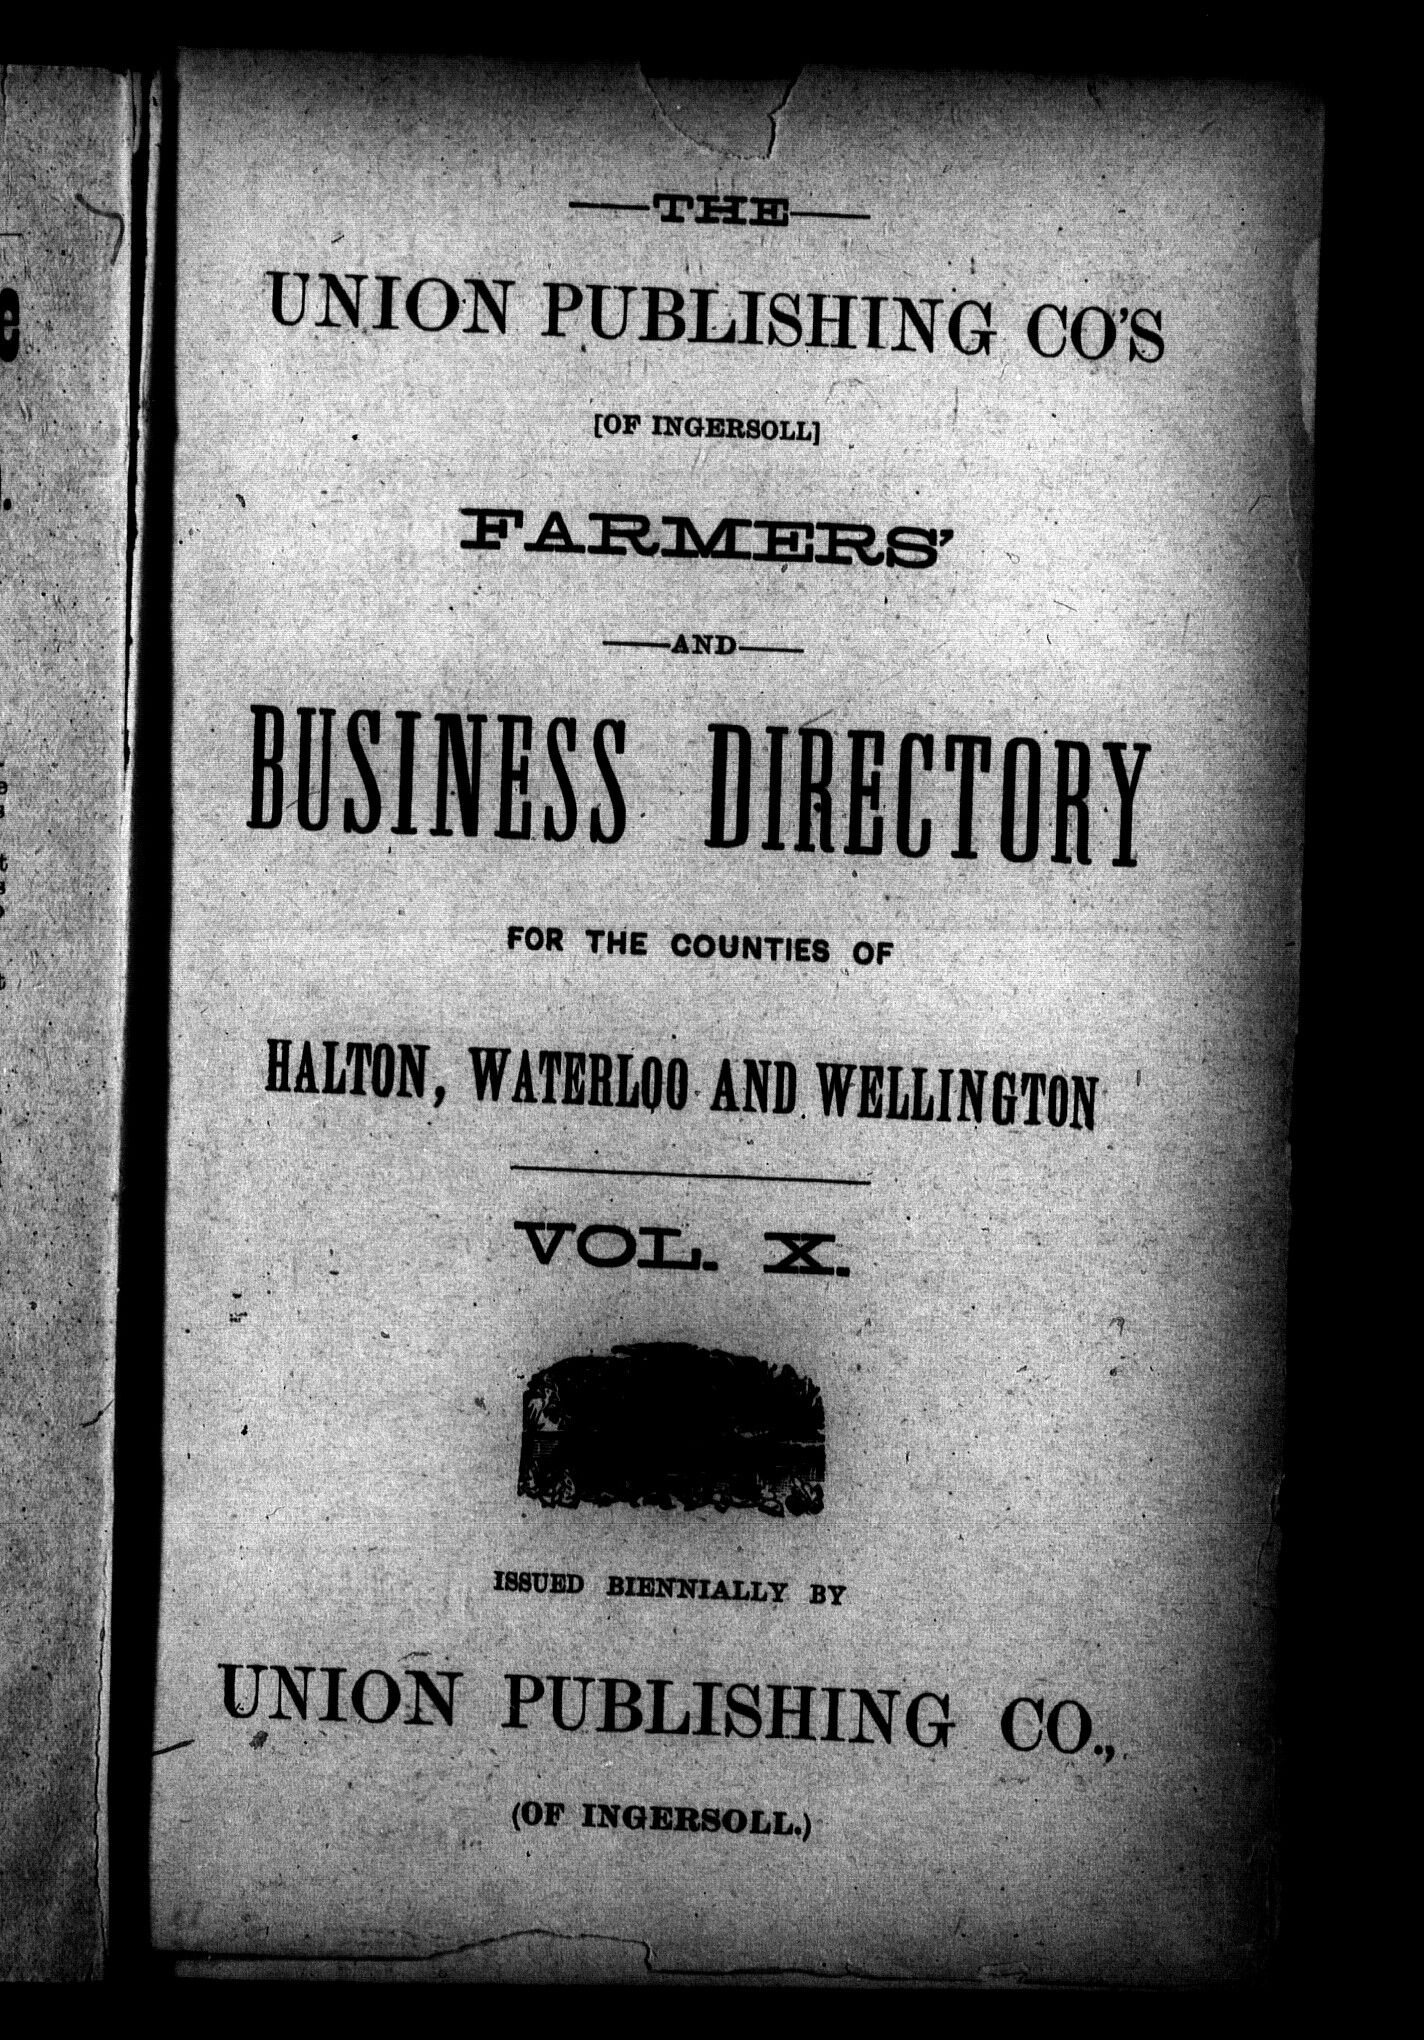 —THE—
UNION PUBLISHING CO'S
[OF INGERSOLL]
FARMERS'
—AND—
BUSINESS DIRECTORY
FOR THE COUNTIES OF
HALTON, WATERLOO AND WELLINGTON
VOL. X.
ISSUED BIENNIALLY BY
UNION PUBLISHING CO.,
(OF INGERSOLL.)